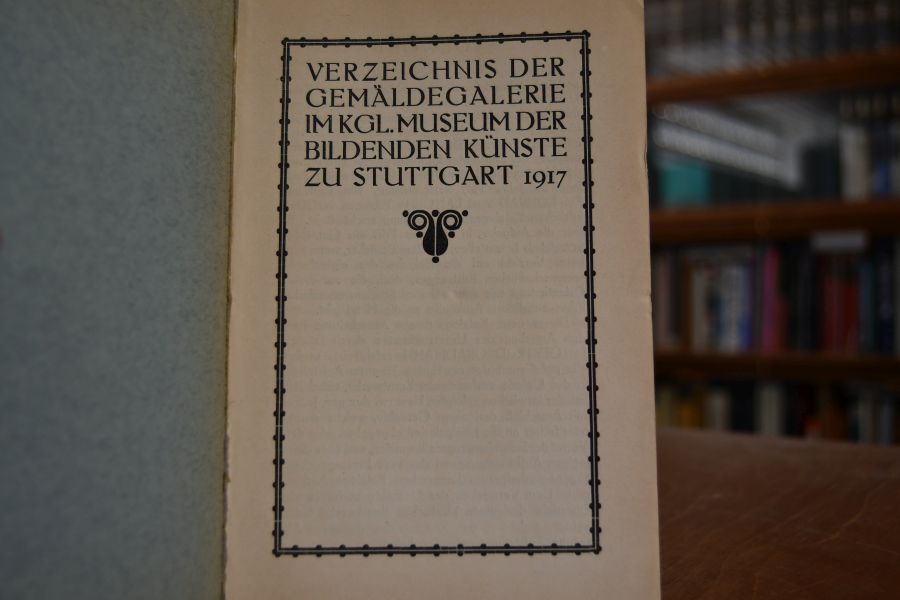 VERZEICHNIS DER
GEMÄLDEGALERIE
IM KGL. MUSEUM DER
BILDENDEN KÜNSTE
ZU STUTTGART 1917